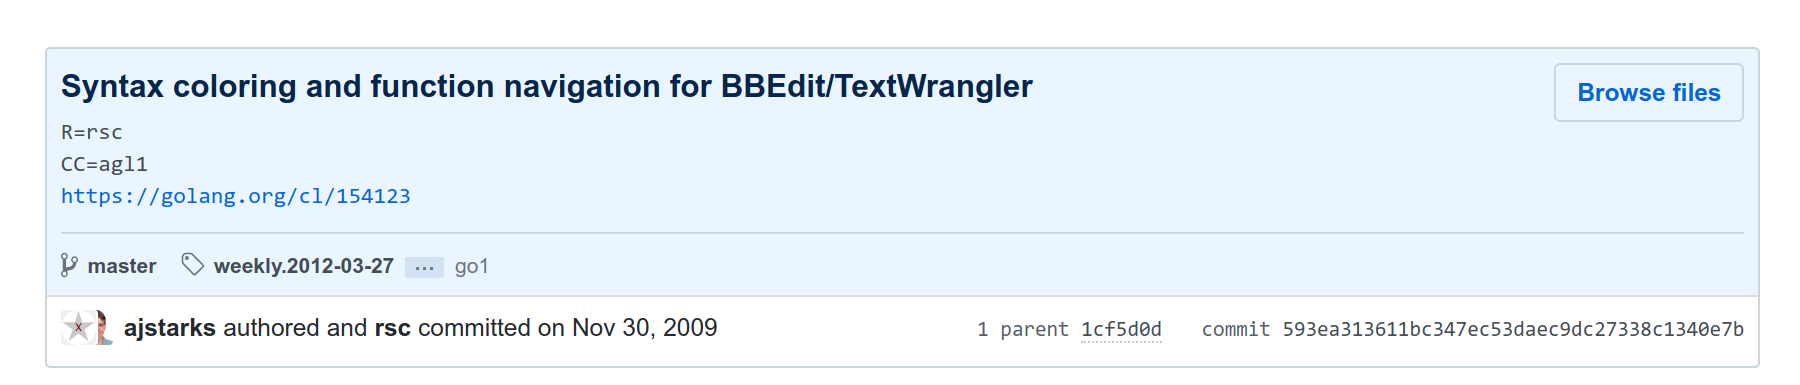 Syntax coloring and function navigation for BBEdit/TextWrangler
Browse files
R=rsc
CC=agl1
https://golang.org/cl/154123
master weekly.2012-03-27 ... go1
X
ajstarks authored and rsc committed on Nov 30, 2009
1 parent 1cf5d0d commit 593ea313611bc347ec53daec9dc27338c1340e7b